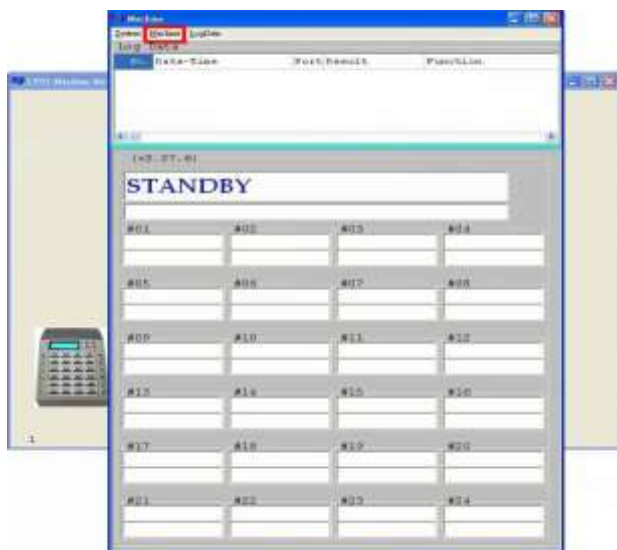 Machine
System Machine LogData
Log Data
No. Date-Time Port/Result Function
STANDBY
#01 #02 #03 #04
#05 #06 #07 #08
#09 #10 #11 #12
#13 #14 #15 #16
#17 #18 #19 #20
#21 #22 #23 #24
1